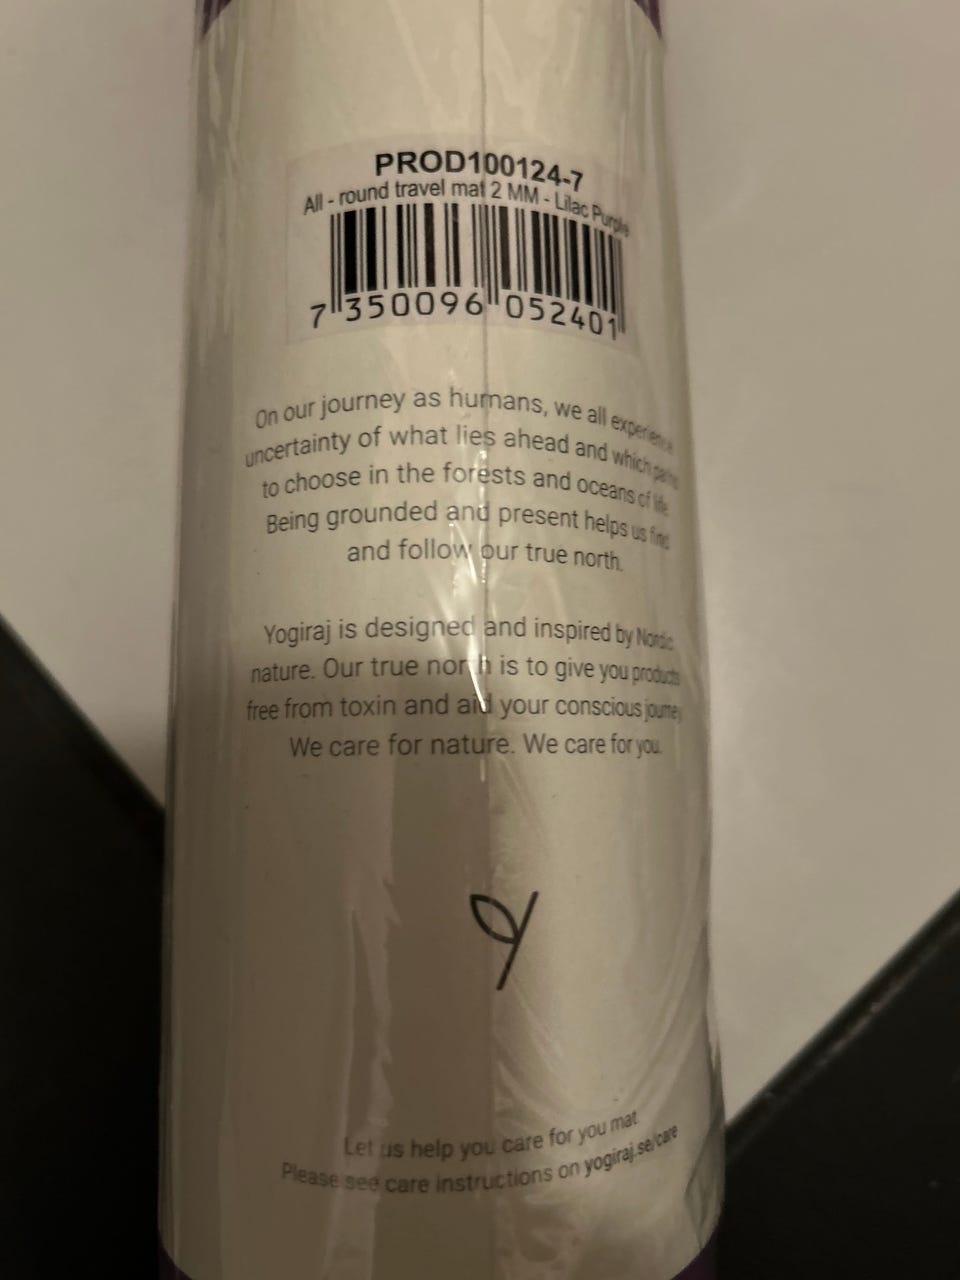 PROD100124-7
All - round travel mat 2 MM - Lilac Purple
7 350096 052401
On our journey as humans, we all experience
uncertainty of what lies ahead and which paths
to choose in the forests and oceans of life.
Being grounded and present helps us find
and follow our true north.
Yogiraj is designed and inspired by Nordic
nature. Our true north is to give you products
free from toxin and aid your conscious journey.
We care for nature. We care for you.
Let us help you care for you mat
Please see care instructions on yogiraj.se/care